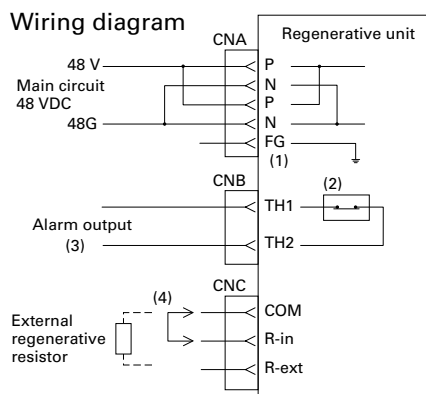 Wiring diagram
CNA
Regenerative unit
48 V
P
Main circuit
48 VDC
N
P
48G
N
FG
(1)
CNB
(2)
TH1
Alarm output
(3)
TH2
CNC
(4)
COM
External
regenerative
resistor
R-in
R-ext